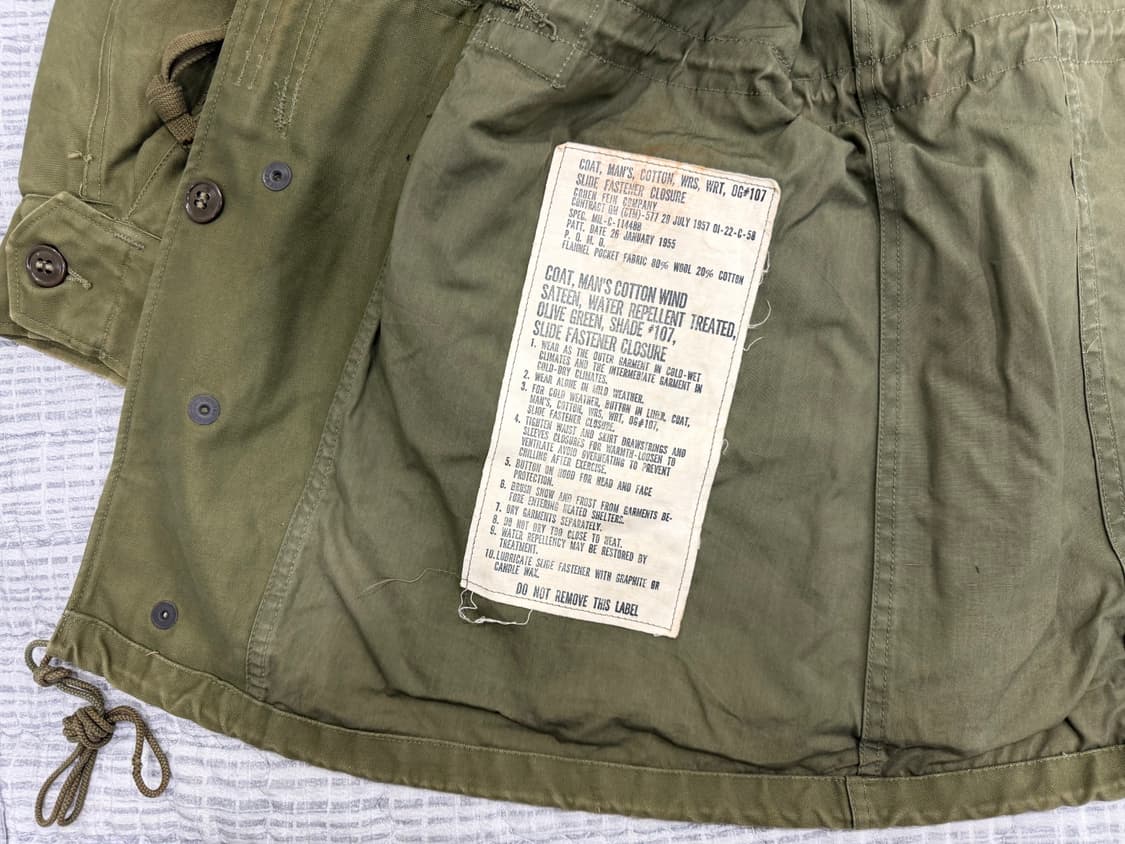 COAT, MAN'S, COTTON, WRS, WRT, OG#107
SLIDE FASTENER CLOSURE
COHEN FEIN COMPANY
CONTRACT DA (CTM)-577 29 JULY 1957 OI-22-C-58
SPEC. MIL-C-11448B
PATT. DATE 26 JANUARY 1955
P. Q. M. D.
FLANNEL POCKET FABRIC 80% WOOL 20% COTTON
COAT, MAN'S COTTON WIND
SATEEN, WATER REPELLENT TREATED,
OLIVE GREEN, SHADE #107,
SLIDE FASTENER CLOSURE
1. WEAR AS THE OUTER GARMENT IN COLD-WET
CLIMATES AND THE INTERMEDIATE GARMENT IN
COLD-DRY CLIMATES.
2. WEAR ALONE IN MILD WEATHER.
3. FOR COLD WEATHER, BUTTON IN LINER, COAT,
MAN'S, COTTON, WRS, WRT, OG#107,
SLIDE FASTENER CLOSURE.
4. TIGHTEN WAIST AND SKIRT DRAWSTRINGS AND
SLEEVES CLOSURES FOR WARMTH-LOOSEN TO
VENTILATE AVOID OVERHEATING TO PREVENT
CHILLING AFTER EXERCISE.
5. BUTTON ON HOOD FOR HEAD AND FACE
PROTECTION.
6. BRUSH SNOW AND FROST FROM GARMENTS BE-
FORE ENTERING HEATED SHELTERS.
7. DRY GARMENTS SEPARATELY.
8. DO NOT DRY TOO CLOSE TO HEAT.
9. WATER REPELLENCY MAY BE RESTORED BY
TREATMENT.
10. LUBRICATE SLIDE FASTENER WITH GRAPHITE OR
CANDLE WAX.
DO NOT REMOVE THIS LABEL